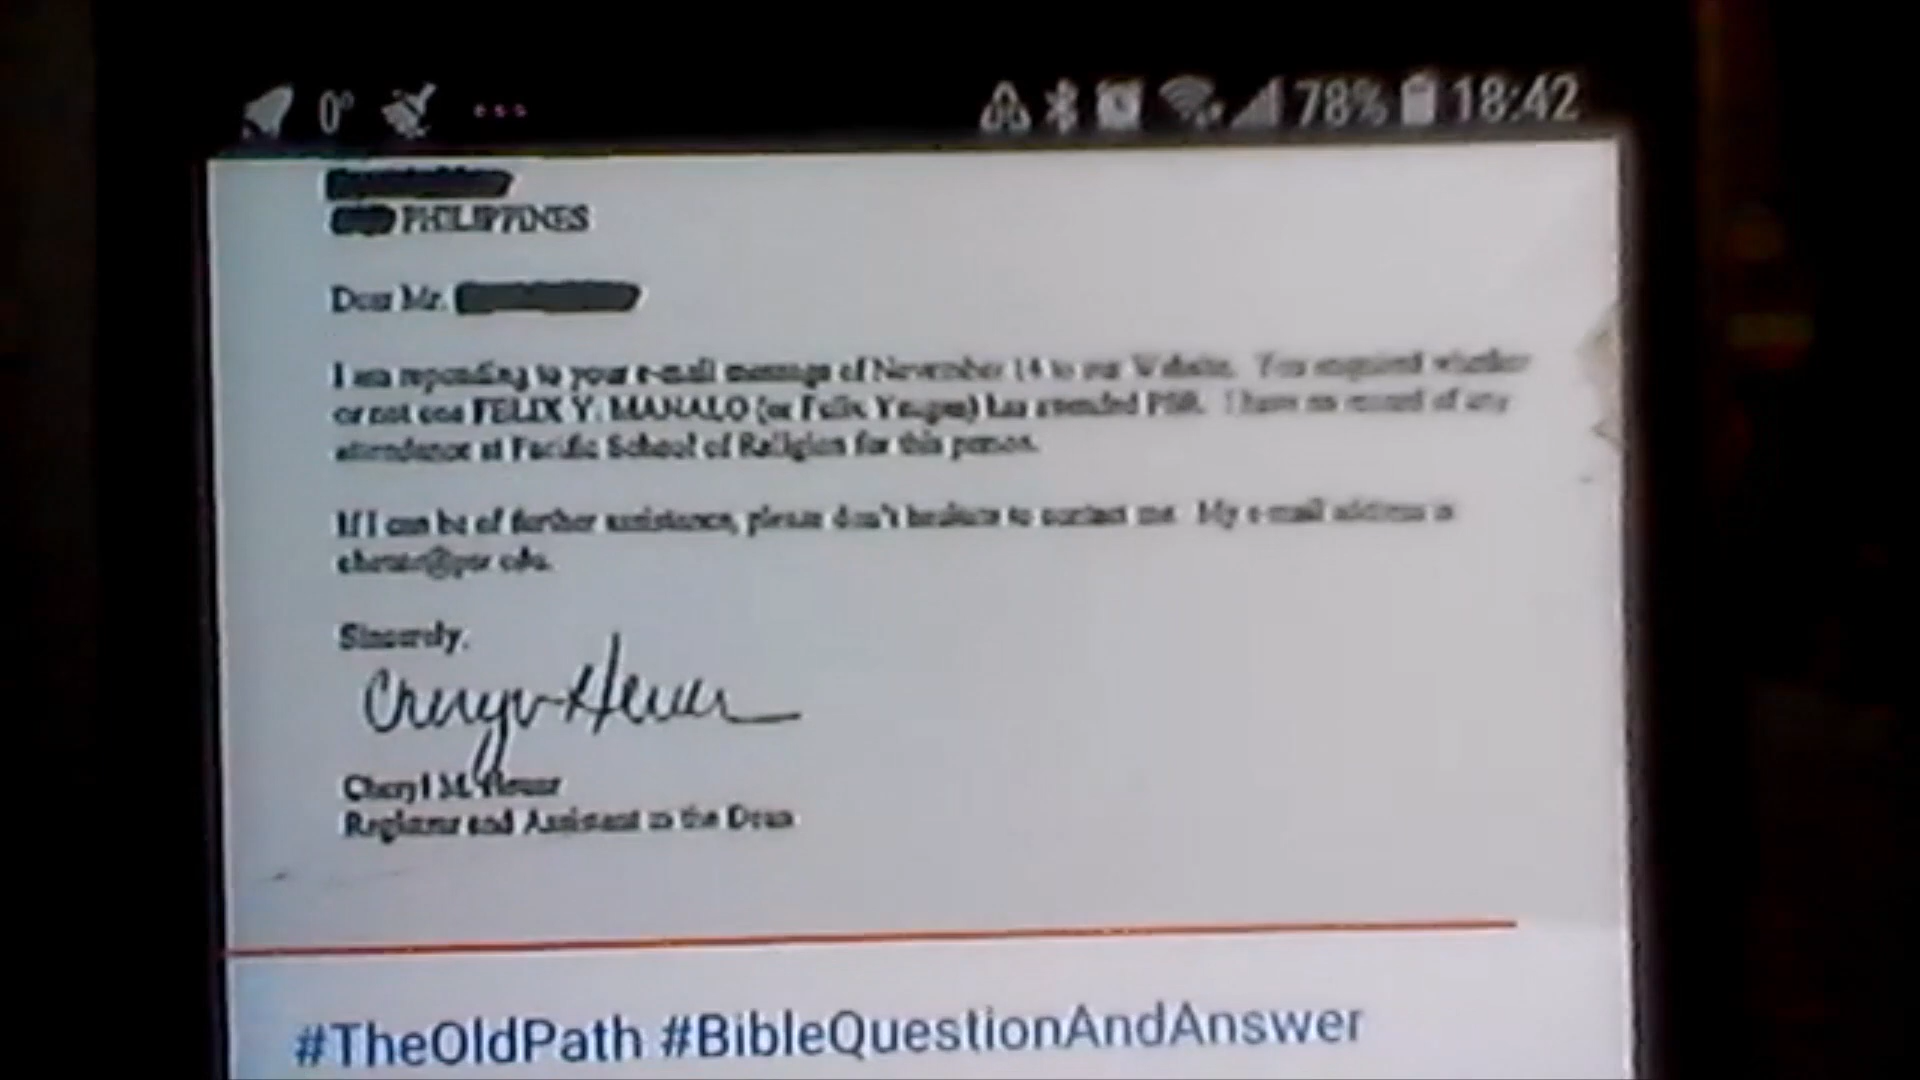 0° 78% 18:42
PHILIPPINES
Dear Mr.
I am reponding to your e-mail message of November 14 to our Website. You enquired whether
or not one FELIX Y. MANALO (or Felix Ysagun) has attended PSR. I have no record of any
attendance at Pacific School of Religion for this person.
If I can be of further assistance, please don't hesitate to contact me. My e-mail address is
Sincerely,
Cheryl M.
Registrar and Assistant to the Dean
#TheOldPath #BibleQuestionAndAnswer